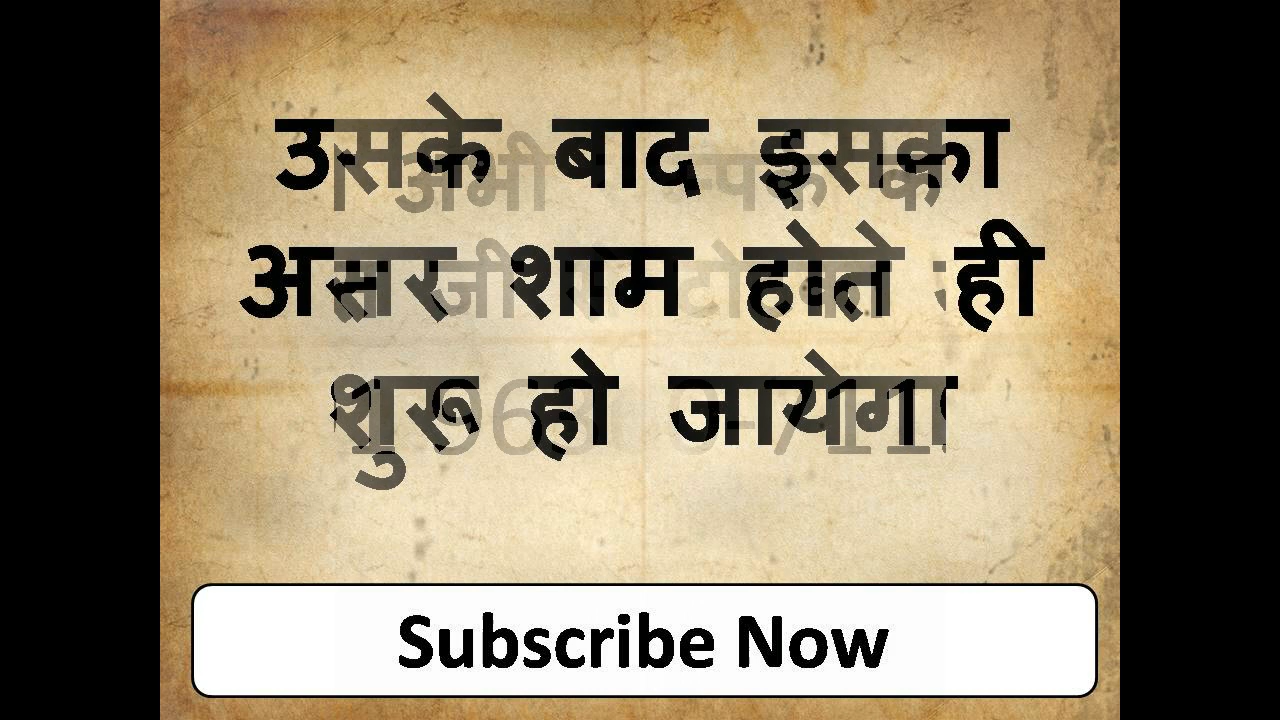 उसके बाद इसका
असर शाम होते ही
शुरू हो जायेगा
Subscribe Now